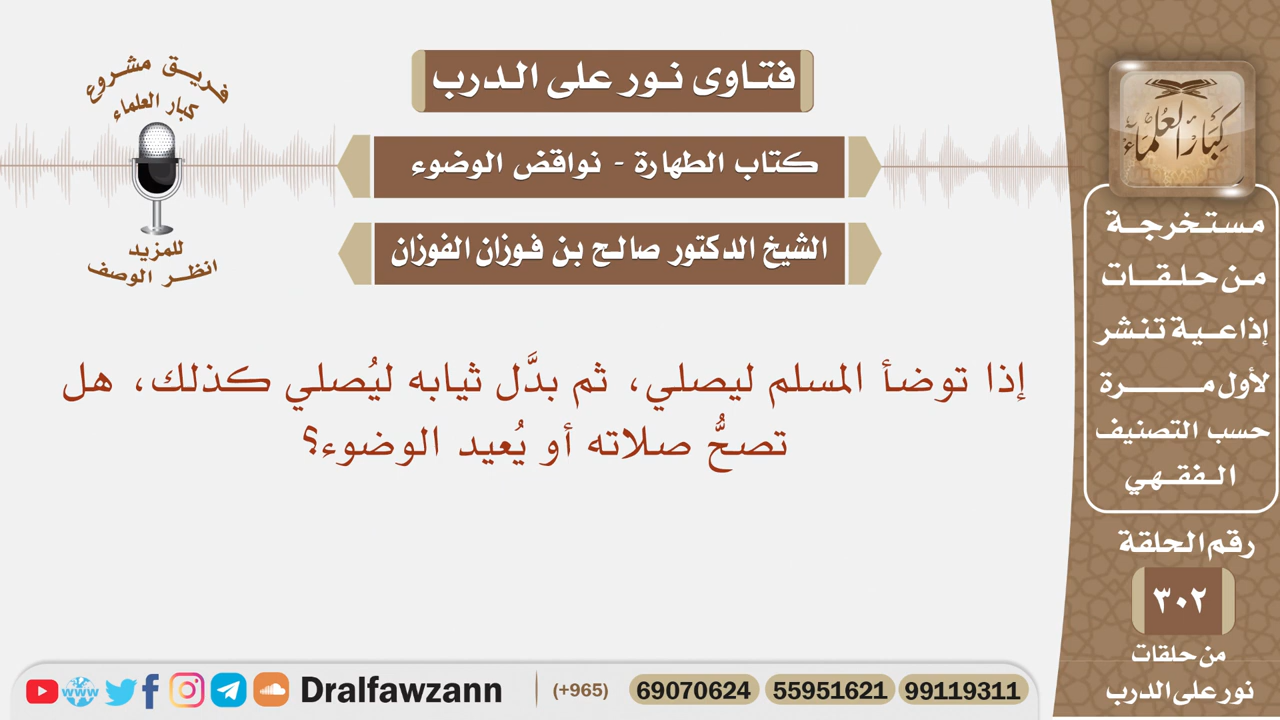 فتاوى نور على الدرب
كتاب الطهارة - نواقض الوضوء
الشيخ الدكتور صالح بن فوزان الفوزان
إذا توضأ المسلم ليصلي، ثم بدَّل ثيابه ليُصلي كذلك، هل
تصحُّ صلاته أو يُعيد الوضوء؟
كبار العلماء
مستخرجة
من حلقات
إذاعية تنشر
لأول مرة
حسب التصنيف
الفقهي
رقم الحلقة
٣٠٢
من حلقات
نور على الدرب
فريق مشروع
كبار العلماء
للمزيد
انظر الوصف
www
Dralfawzann
(+965)
69070624
55951621
99119311